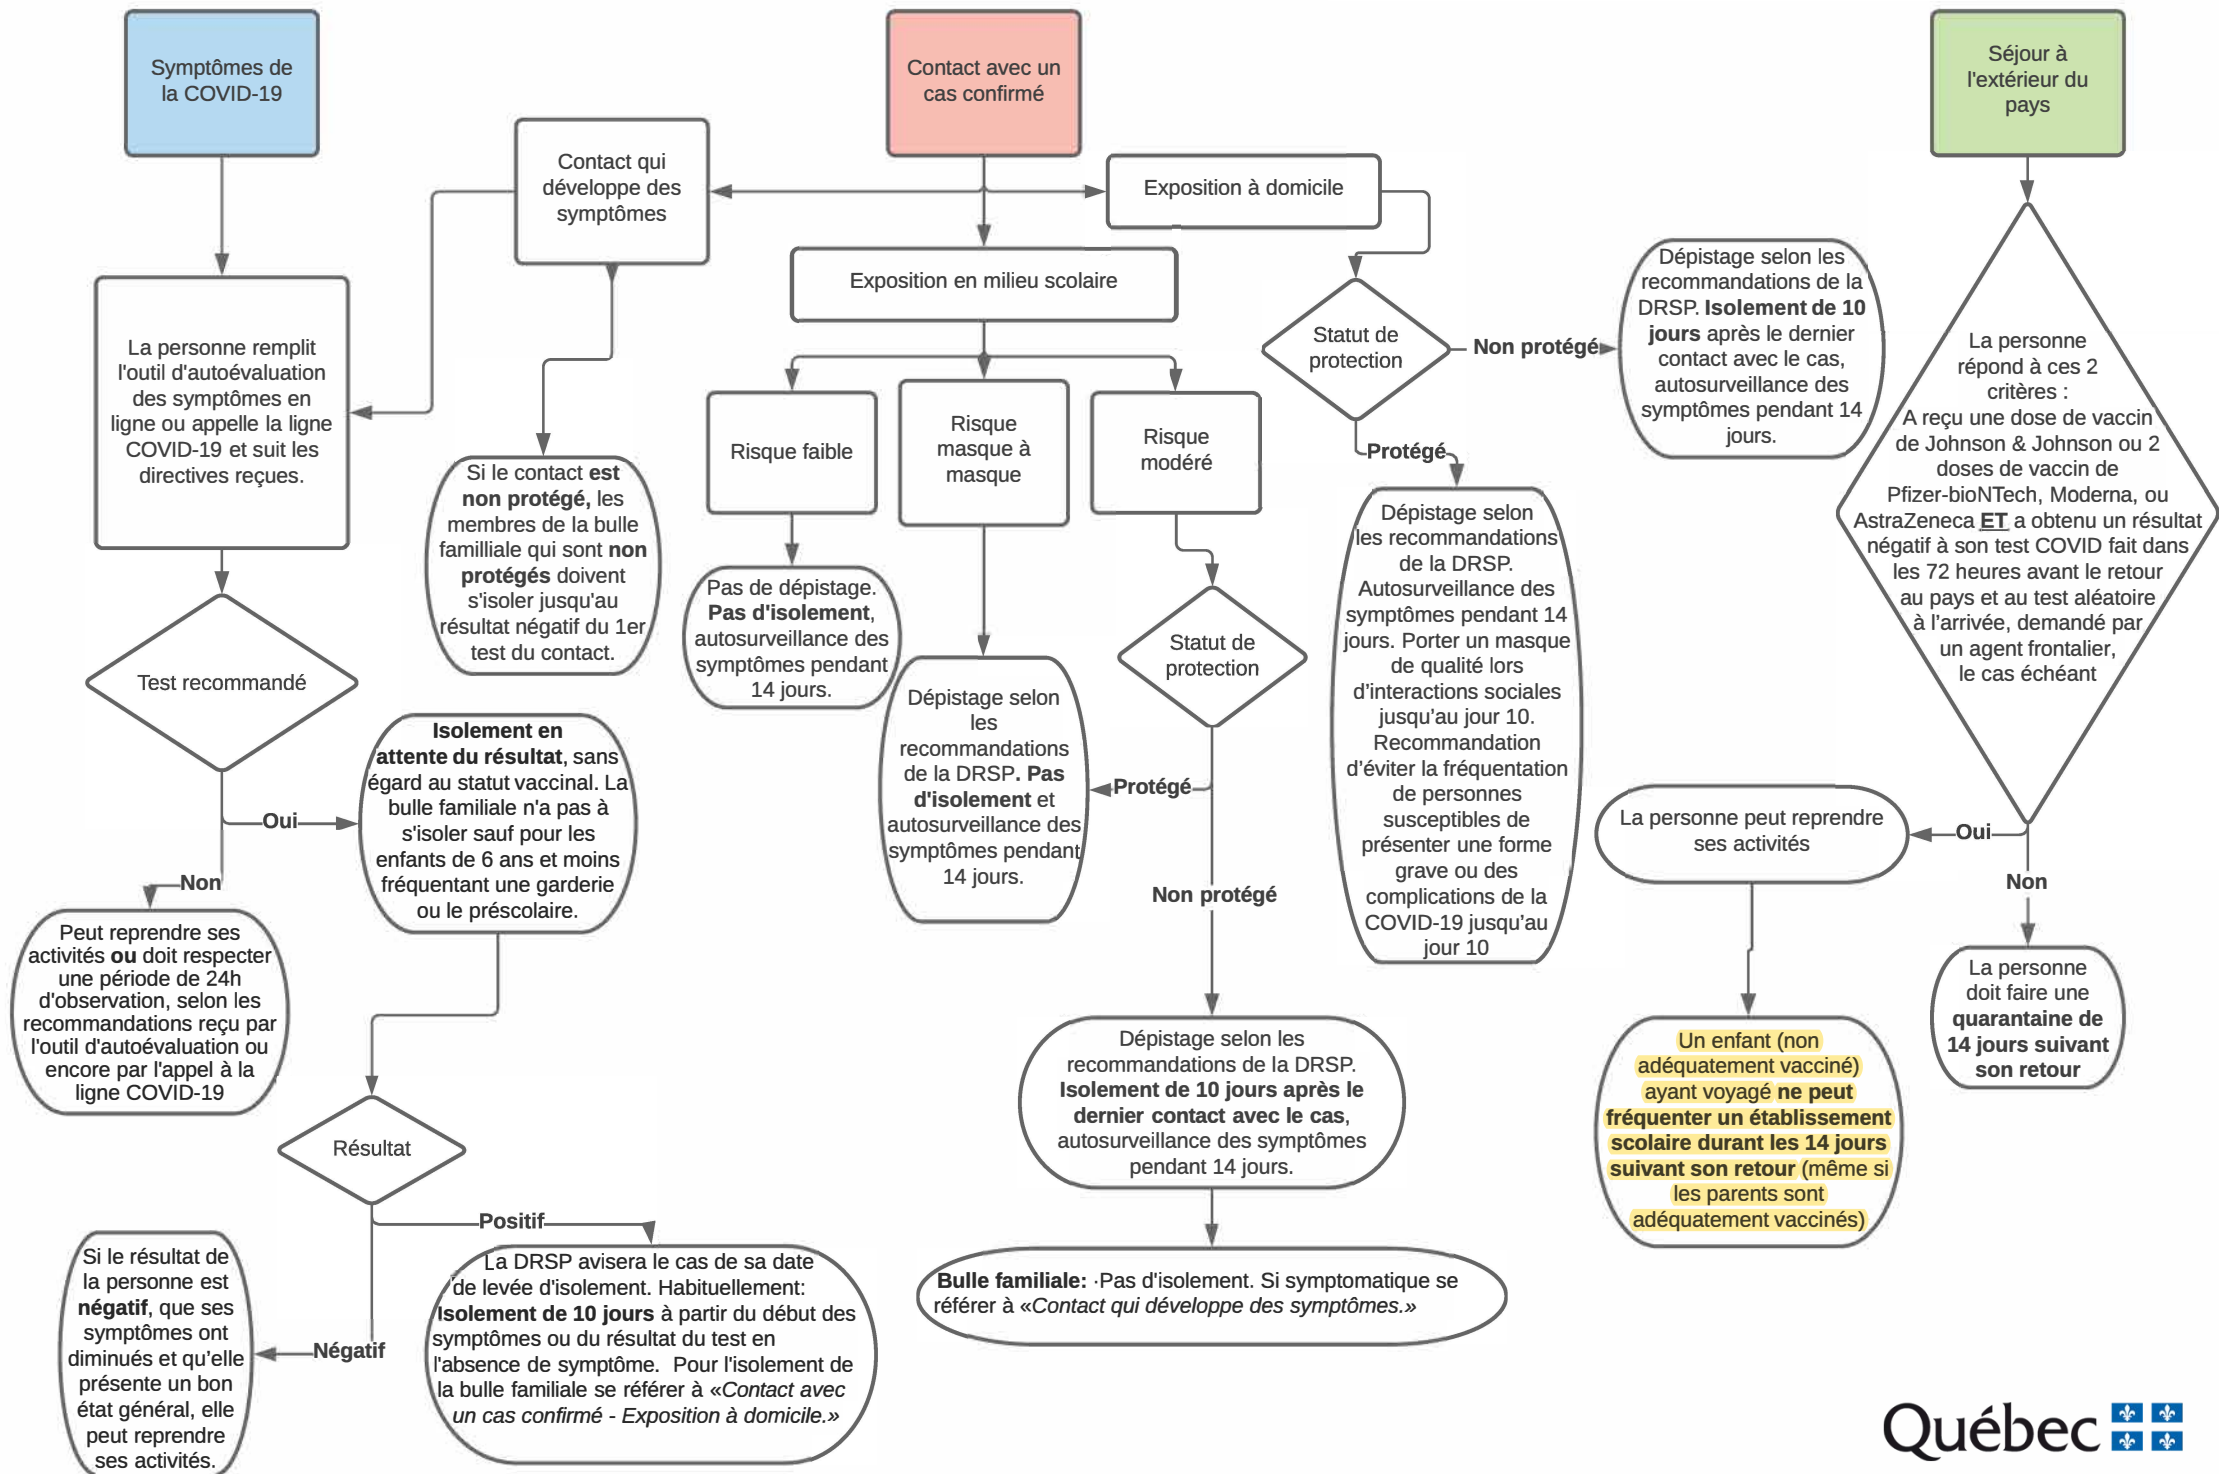 Symptômes de
la COVID-19
Contact avec un
cas confirmé
Séjour à
l'extérieur du
pays
Contact qui
développe des
symptômes
Exposition à domicile
Exposition en milieu scolaire
La personne remplit
l'outil d'autoévaluation
des symptômes en
ligne ou appelle la ligne
COVID-19 et suit les
directives reçues.
Si le contact est
non protégé, les
membres de la bulle
familliale qui sont non
protégés doivent
s'isoler jusqu'au
résultat négatif du 1er
test du contact.
Risque faible
Risque
masque à
masque
Risque
modéré
Statut de
protection
Non protégé
Dépistage selon les
recommandations de la
DRSP. Isolement de 10
jours après le dernier
contact avec le cas,
autosurveillance des
symptômes pendant 14
jours.
Protégé
Dépistage selon
les recommandations
de la DRSP.
Autosurveillance des
symptômes pendant 14
jours. Porter un masque
de qualité lors
d'interactions sociales
jusqu'au jour 10.
Recommandation
d'éviter la fréquentation
de personnes
susceptibles de
présenter une forme
grave ou des
complications de la
COVID-19 jusqu'au
jour 10
La personne
répond à ces 2
critères :
A reçu une dose de vaccin
de Johnson & Johnson ou 2
doses de vaccin de
Pfizer-bioNTech, Moderna, ou
AstraZeneca ET a obtenu un résultat
négatif à son test COVID fait dans
les 72 heures avant le retour
au pays et au test aléatoire
à l'arrivée, demandé par
un agent frontalier,
le cas échéant
Pas de dépistage.
Pas d'isolement,
autosurveillance des
symptômes pendant
14 jours.
Dépistage selon
les
recommandations
de la DRSP. Pas
d'isolement et
autosurveillance des
symptômes pendant
14 jours.
Statut de
protection
Protégé
Non protégé
Dépistage selon les
recommandations de la DRSP.
Isolement de 10 jours après le
dernier contact avec le cas,
autosurveillance des symptômes
pendant 14 jours.
Bulle familiale: ·Pas d'isolement. Si symptomatique se
référer à «Contact qui développe des symptômes.»
Test recommandé
Oui
Isolement en
attente du résultat, sans
égard au statut vaccinal. La
bulle familiale n'a pas à
s'isoler sauf pour les
enfants de 6 ans et moins
fréquentant une garderie
ou le préscolaire.
Non
Peut reprendre ses
activités ou doit respecter
une période de 24h
d'observation, selon les
recommandations reçu par
l'outil d'autoévaluation ou
encore par l'appel à la
ligne COVID-19
Résultat
Positif
La DRSP avisera le cas de sa date
de levée d'isolement. Habituellement:
Isolement de 10 jours à partir du début des
symptômes ou du résultat du test en
l'absence de symptôme. Pour l'isolement de
la bulle familiale se référer à «Contact avec
un cas confirmé - Exposition à domicile.»
Négatif
Si le résultat de
la personne est
négatif, que ses
symptômes ont
diminués et qu'elle
présente un bon
état général, elle
peut reprendre
ses activités.
Oui
La personne peut reprendre
ses activités
Non
La personne
doit faire une
quarantaine de
14 jours suivant
son retour
Un enfant (non
adéquatement vacciné)
ayant voyagé ne peut
fréquenter un établissement
scolaire durant les 14 jours
suivant son retour (même si
les parents sont
adéquatement vaccinés)
Québec